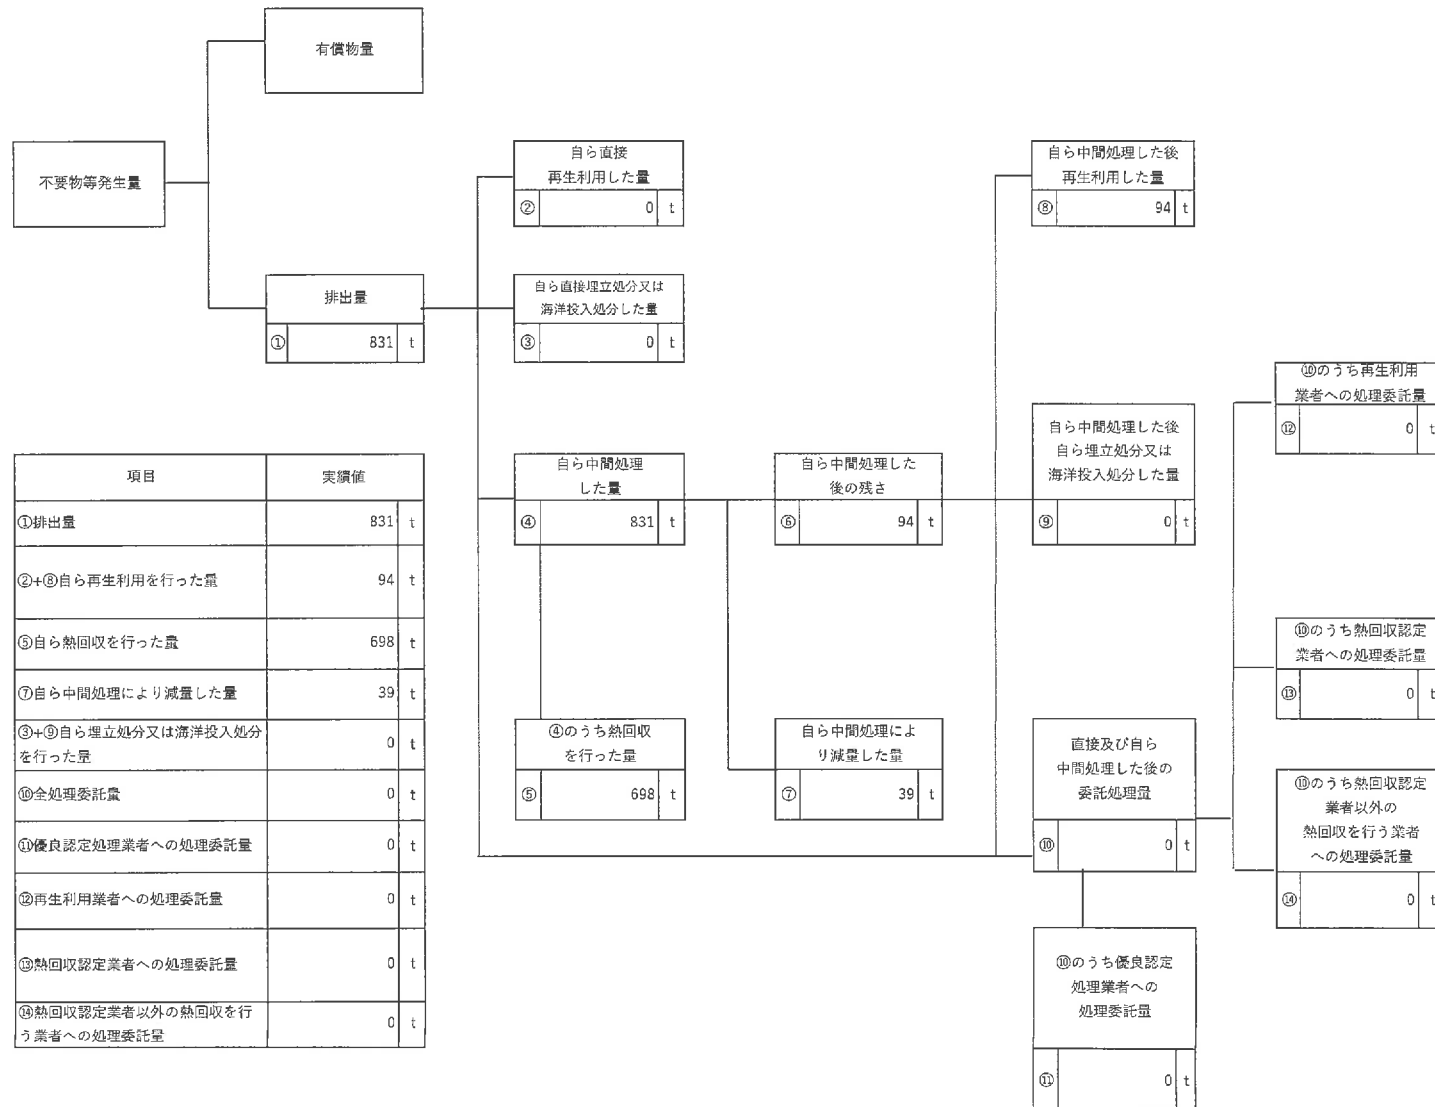 有償物量
不要物等発生量
排出量
① 831 t
自ら直接
再生利用した量
② 0 t
自ら直接埋立処分又は
海洋投入処分した量
③ 0 t
自ら中間処理
した量
④ 831 t
④のうち熱回収
を行った量
⑤ 698 t
自ら中間処理した
後の残さ
⑥ 94 t
自ら中間処理によ
り減量した量
⑦ 39 t
自ら中間処理した後
再生利用した量
⑧ 94 t
自ら中間処理した後
自ら埋立処分又は
海洋投入処分した量
⑨ 0 t
直接及び自ら
中間処理した後の
委託処理量
⑩ 0 t
⑩のうち優良認定
処理業者への
処理委託量
⑪ 0 t
⑩のうち再生利用
業者への処理委託量
⑫ 0 t
⑩のうち熱回収認定
業者への処理委託量
⑬ 0 t
⑩のうち熱回収認定
業者以外の
熱回収を行う業者
への処理委託量
⑭ 0 t
項目 実績値
①排出量 831 t
②+⑧自ら再生利用を行った量 94 t
⑤自ら熱回収を行った量 698 t
⑦自ら中間処理により減量した量 39 t
③+⑨自ら埋立処分又は海洋投入処分
を行った量 0 t
⑩全処理委託量 0 t
⑪優良認定処理業者への処理委託量 0 t
⑫再生利用業者への処理委託量 0 t
⑬熱回収認定業者への処理委託量 0 t
⑭熱回収認定業者以外の熱回収を行
う業者への処理委託量 0 t